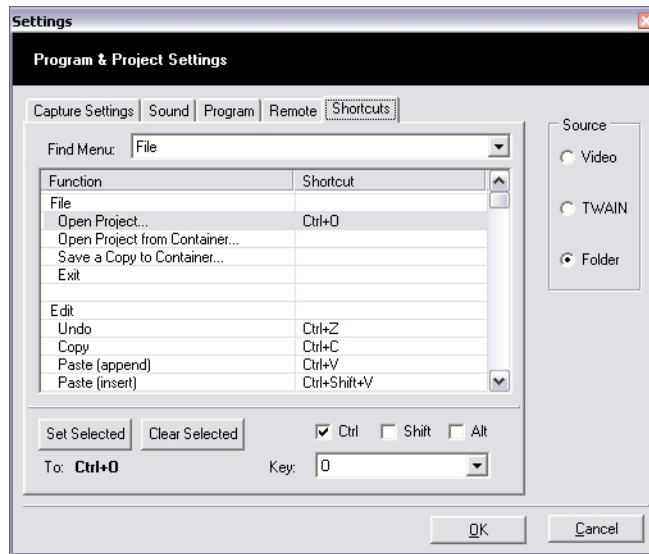 Settings
Program & Project Settings
Capture Settings Sound Program Remote Shortcuts
Find Menu: File
Function Shortcut
File
Open Project... Ctrl+O
Open Project from Container...
Save a Copy to Container...
Exit
Edit
Undo Ctrl+Z
Copy Ctrl+C
Paste (append) Ctrl+V
Paste (insert) Ctrl+Shift+V
Set Selected Clear Selected Ctrl Shift Alt
To: Ctrl+O Key: O
Source
Video
TWAIN
Folder
OK Cancel